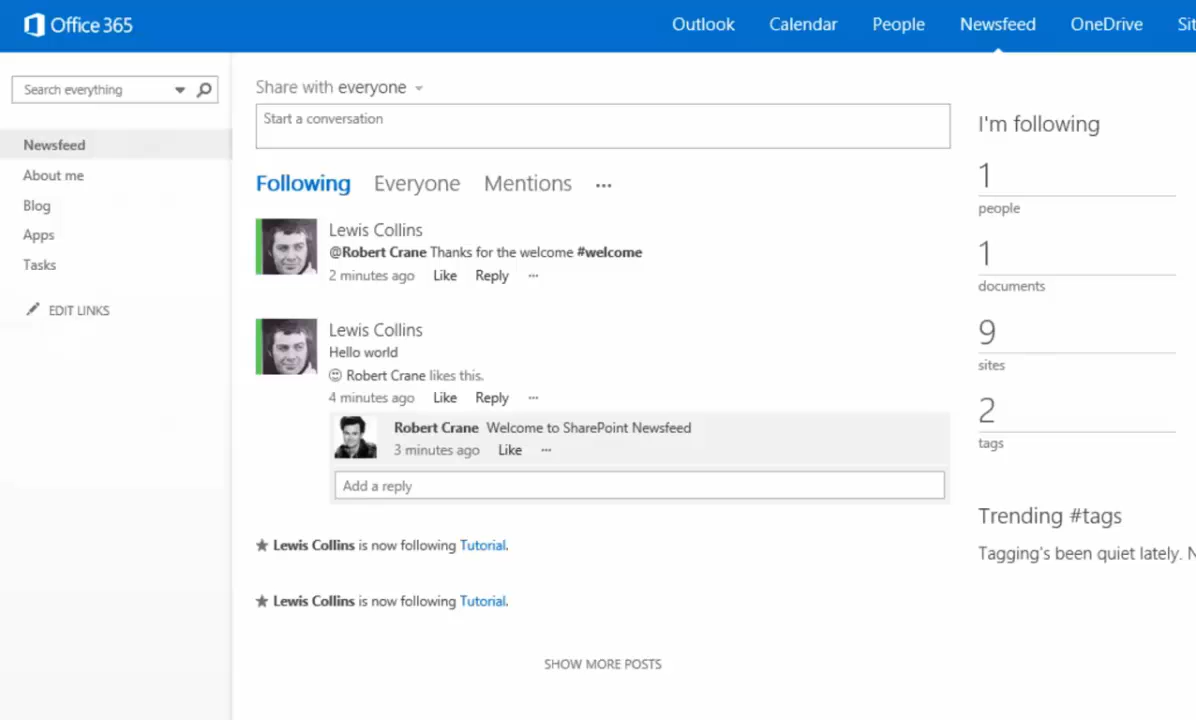 Office 365
Outlook Calendar People Newsfeed OneDrive
Search everything
Newsfeed
About me
Blog
Apps
Tasks
EDIT LINKS
Share with everyone
Start a conversation
Following Everyone Mentions ...
Lewis Collins
@Robert Crane Thanks for the welcome #welcome
2 minutes ago Like Reply ...
Lewis Collins
Hello world
Robert Crane likes this.
4 minutes ago Like Reply ...
Robert Crane Welcome to SharePoint Newsfeed
3 minutes ago Like ...
Add a reply
Lewis Collins is now following Tutorial.
Lewis Collins is now following Tutorial.
SHOW MORE POSTS
I'm following
1
people
1
documents
9
sites
2
tags
Trending #tags
Tagging's been quiet lately.